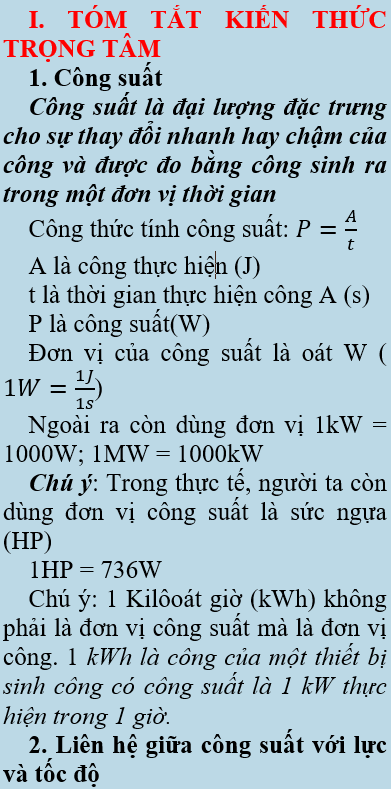 I. TÓM TẮT KIẾN THỨC
TRỌNG TÂM
1. Công suất
Công suất là đại lượng đặc trưng
cho sự thay đổi nhanh hay chậm của
công và được đo bằng công sinh ra
trong một đơn vị thời gian
Công thức tính công suất: P = A/t
A là công thực hiện (J)
t là thời gian thực hiện công A (s)
P là công suất(W)
Đơn vị của công suất là oát W (
1W = 1J/1s)
Ngoài ra còn dùng đơn vị 1kW =
1000W; 1MW = 1000kW
Chú ý: Trong thực tế, người ta còn
dùng đơn vị công suất là sức ngựa
(HP)
1HP = 736W
Chú ý: 1 Kilôoát giờ (kWh) không
phải là đơn vị công suất mà là đơn vị
công. 1 kWh là công của một thiết bị
sinh công có công suất là 1 kW thực
hiện trong 1 giờ.
2. Liên hệ giữa công suất với lực
và tốc độ